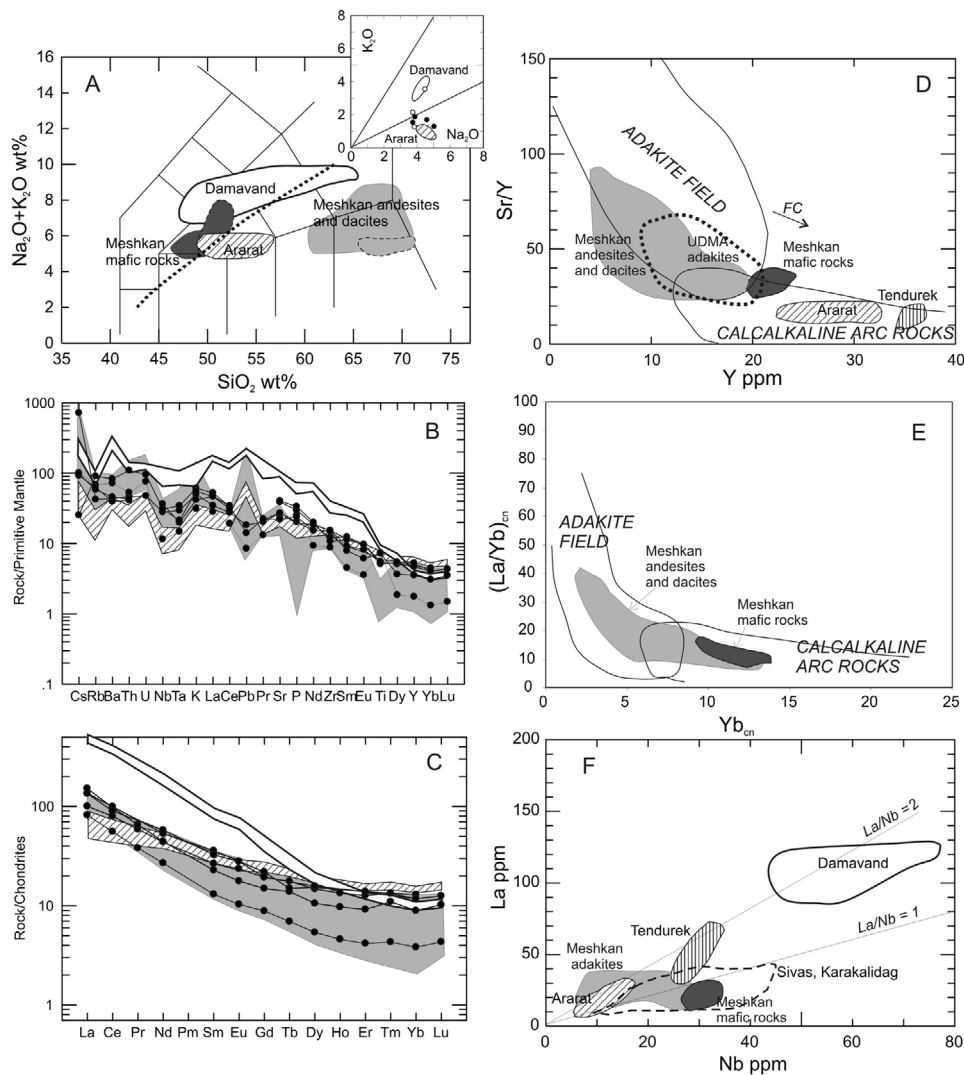 A
Na₂O+K₂O wt%
16
14
12
10
8
6
4
2
0
35 40 45 50 55 60 65 70 75
SiO₂ wt%
Damavand
Meshkan andesites
and dacites
Meshkan
mafic rocks
Ararat
8
6
4
2
0
K₂O
Damavand
Ararat
Na₂O
0 4 8
D
Sr/Y
150
100
50
0
0 10 20 30 40
Y ppm
ADAKITE FIELD
FC
Meshkan
andesites
and dacites
UDMA
adakites
Meshkan
mafic rocks
Ararat
Tendurek
CALCALKALINE ARC ROCKS
B
Rock/Primitive Mantle
1000
100
10
1
.1
Cs Rb Ba Th U Nb Ta K La Ce Pb Pr Sr P Nd Zr Sm Eu Ti Dy Y Yb Lu
E
(La/Yb)cn
100
90
80
70
60
50
40
30
20
10
0
0 5 10 15 20 25
Ybcn
ADAKITE
FIELD
Meshkan
andesites
and dacites
Meshkan
mafic rocks
CALCALKALINE
ARC ROCKS
C
Rock/Chondrites
100
10
1
La Ce Pr Nd Pm Sm Eu Gd Tb Dy Ho Er Tm Yb Lu
F
La ppm
200
150
100
50
0
0 20 40 60 80
Nb ppm
La/Nb = 2
Damavand
La/Nb = 1
Tendurek
Meshkan
adakites
Ararat
Sivas, Karakalidag
Meshkan
mafic rocks